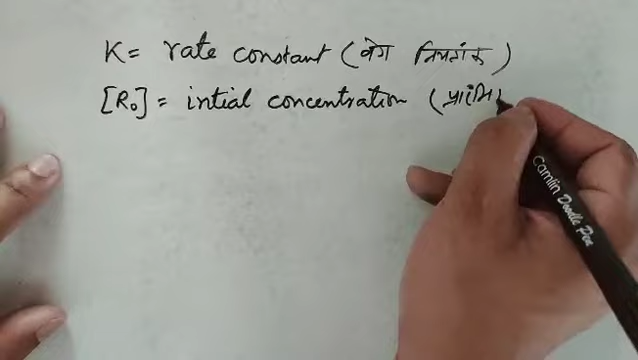 K = rate constant (वेग नियतांक)
[R₀] = intial concentration (प्रारंभि
Camlin Doodle Pen